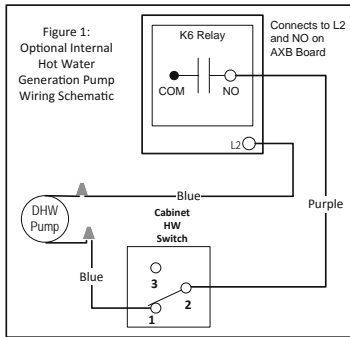 Figure 1:
Optional Internal
Hot Water
Generation Pump
Wiring Schematic
K6 Relay
COM
NO
L2
Connects to L2
and NO on
AXB Board
Blue
Purple
DHW
Pump
Cabinet
HW
Switch
Blue
3
2
1